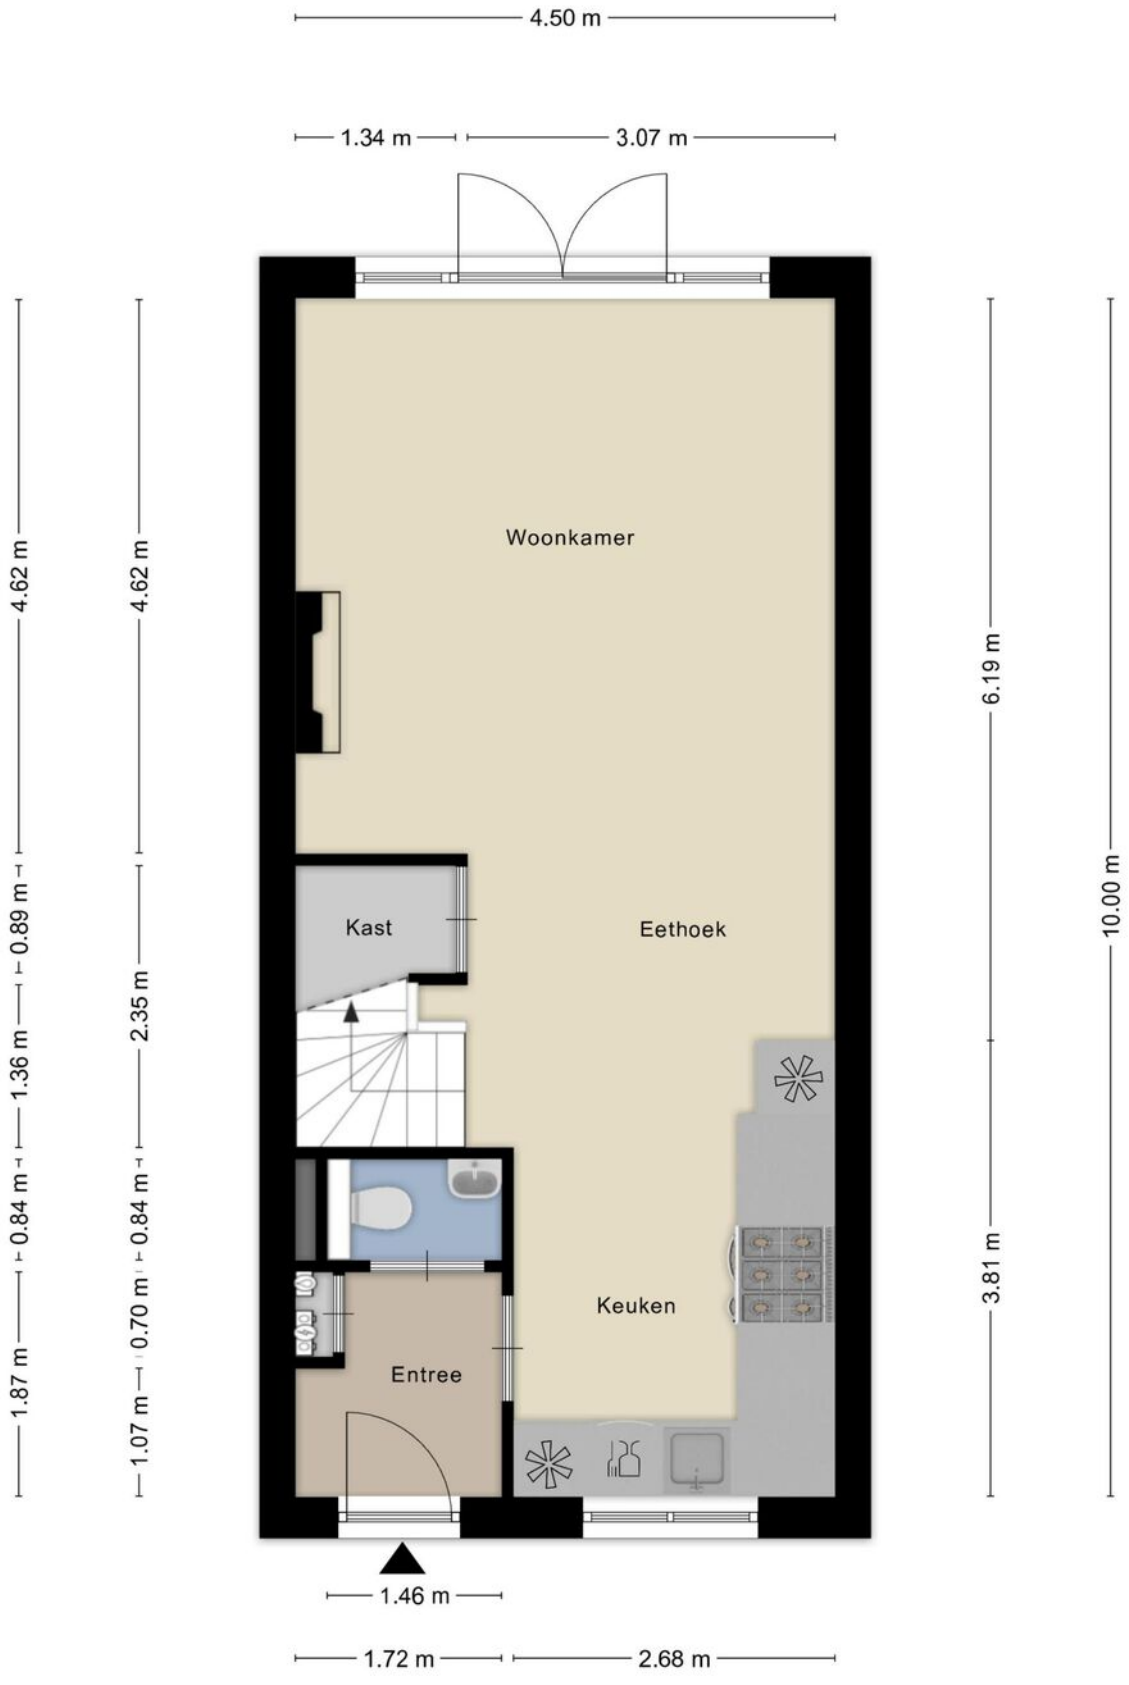 4.50 m
1.34 m
3.07 m
Woonkamer
4.62 m
4.62 m
6.19 m
10.00 m
Kast
Eethoek
0.89 m
2.35 m
1.36 m
0.84 m
0.84 m
3.81 m
Keuken
0.70 m
Entree
1.87 m
1.07 m
1.46 m
1.72 m
2.68 m